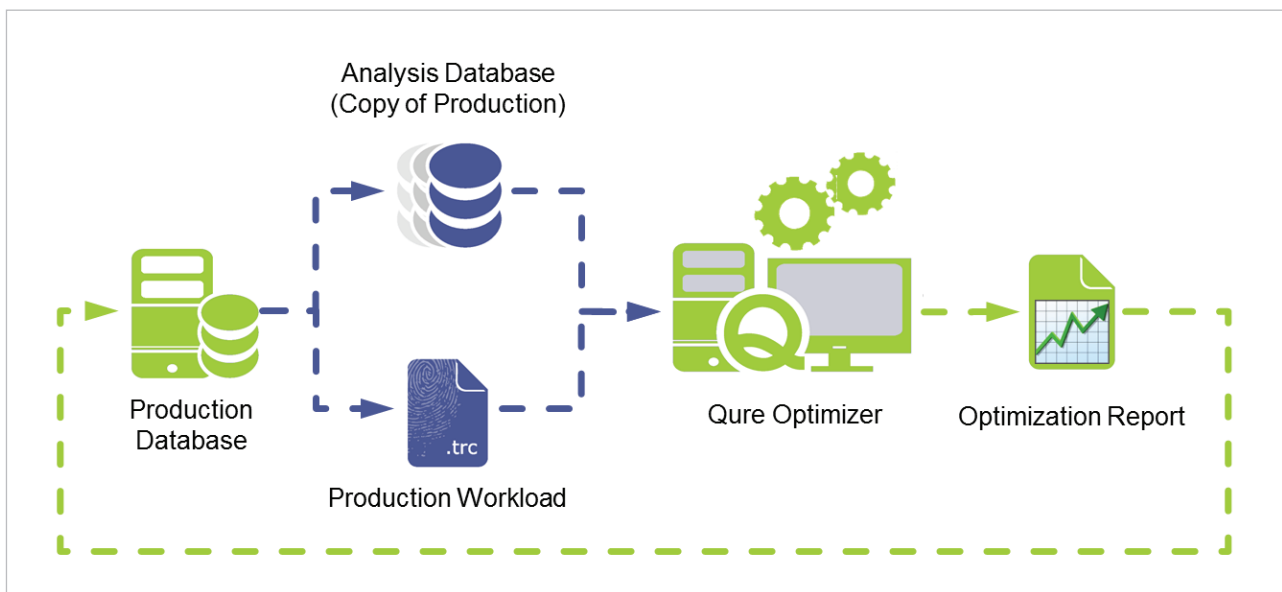 Analysis Database
(Copy of Production)
Production
Database
.trc
Production Workload
Qure Optimizer
Optimization Report